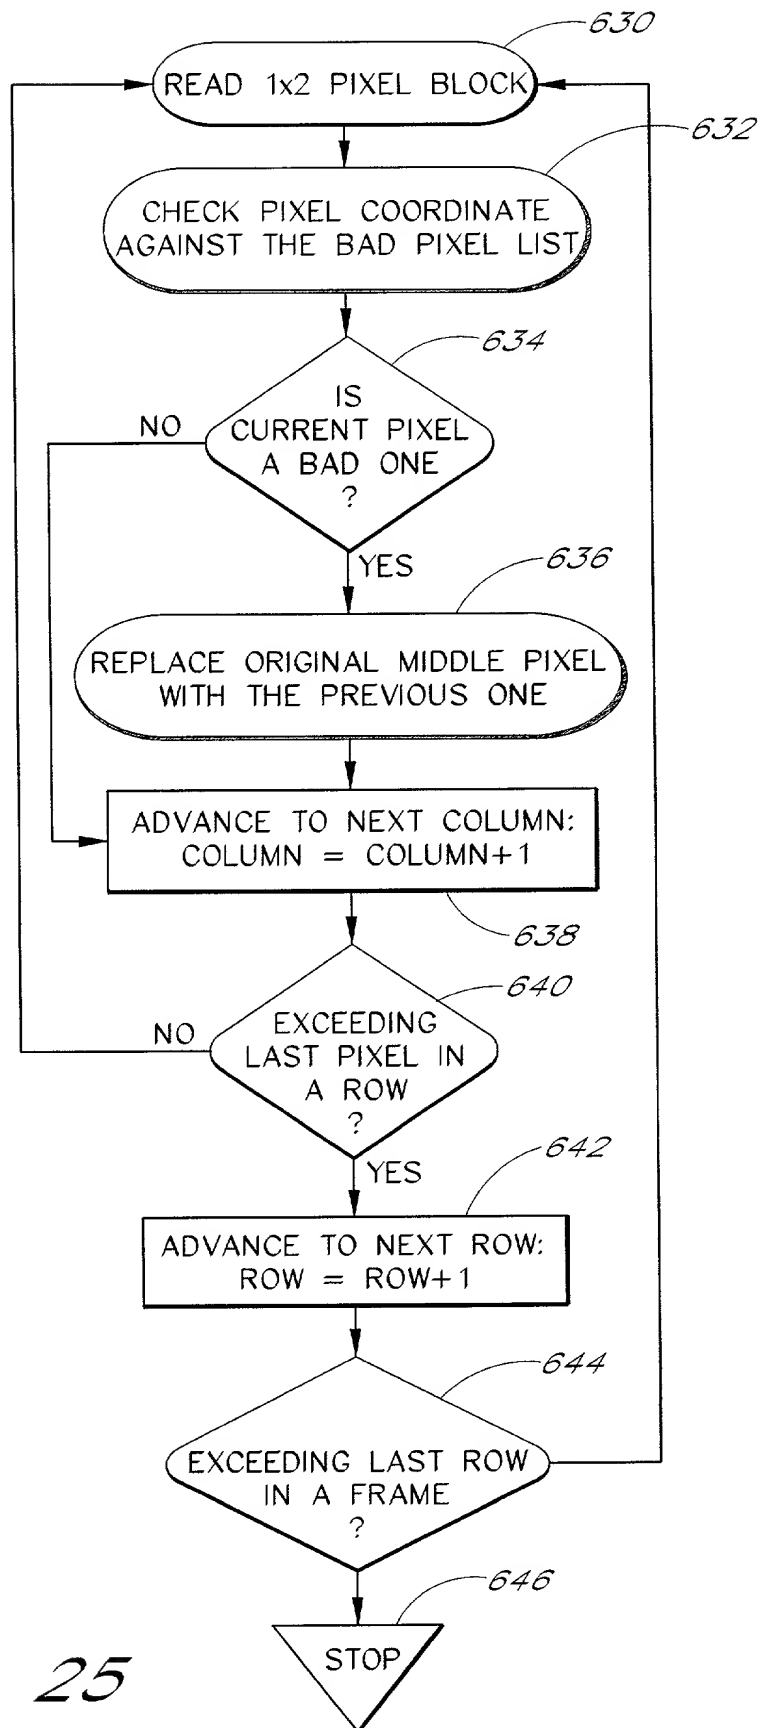 630
READ 1x2 PIXEL BLOCK
632
CHECK PIXEL COORDINATE
AGAINST THE BAD PIXEL LIST
634
IS
CURRENT PIXEL
A BAD ONE
?
NO
YES
636
REPLACE ORIGINAL MIDDLE PIXEL
WITH THE PREVIOUS ONE
ADVANCE TO NEXT COLUMN:
COLUMN = COLUMN+1
638
640
EXCEEDING
LAST PIXEL IN
A ROW
?
NO
YES
642
ADVANCE TO NEXT ROW:
ROW = ROW+1
644
EXCEEDING LAST ROW
IN A FRAME
?
646
STOP
25